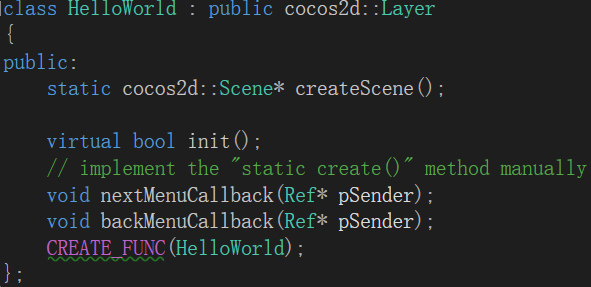 class HelloWorld : public cocos2d::Layer
{
public:
    static cocos2d::Scene* createScene();

    virtual bool init();
    // implement the "static create()" method manually
    void nextMenuCallback(Ref* pSender);
    void backMenuCallback(Ref* pSender);
    CREATE_FUNC(HelloWorld);
};